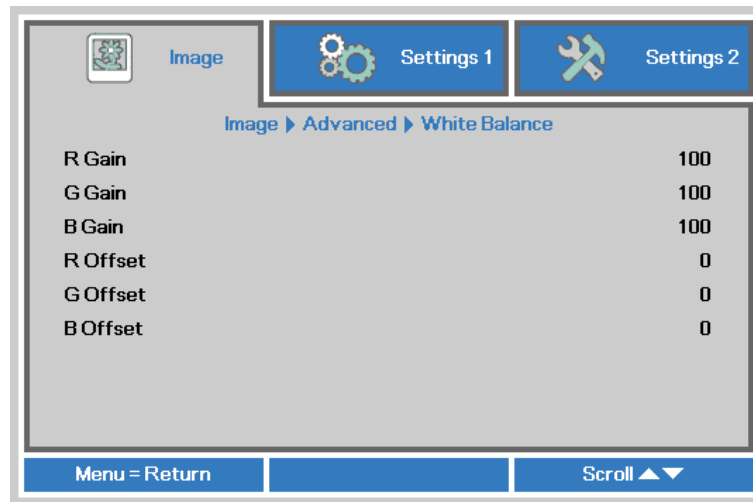 Image Settings 1 Settings 2
Image ▶ Advanced ▶ White Balance
R Gain 100
G Gain 100
B Gain 100
R Offset 0
G Offset 0
B Offset 0
Menu = Return Scroll ▲▼